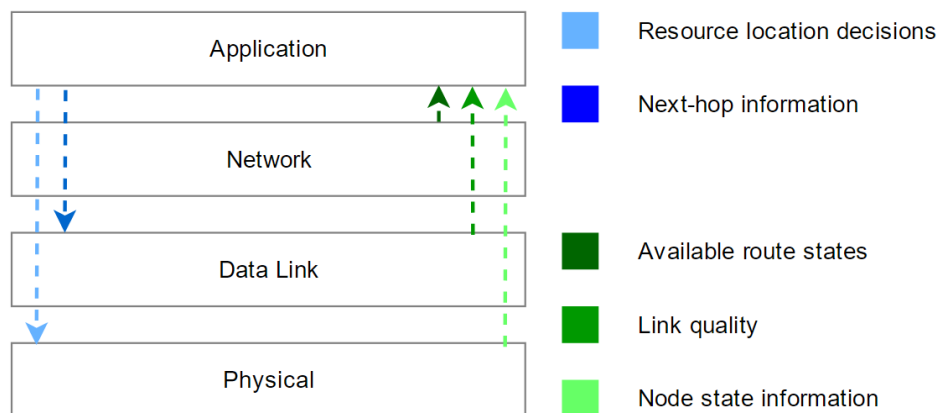 Application
Network
Data Link
Physical
Resource location decisions
Next-hop information
Available route states
Link quality
Node state information